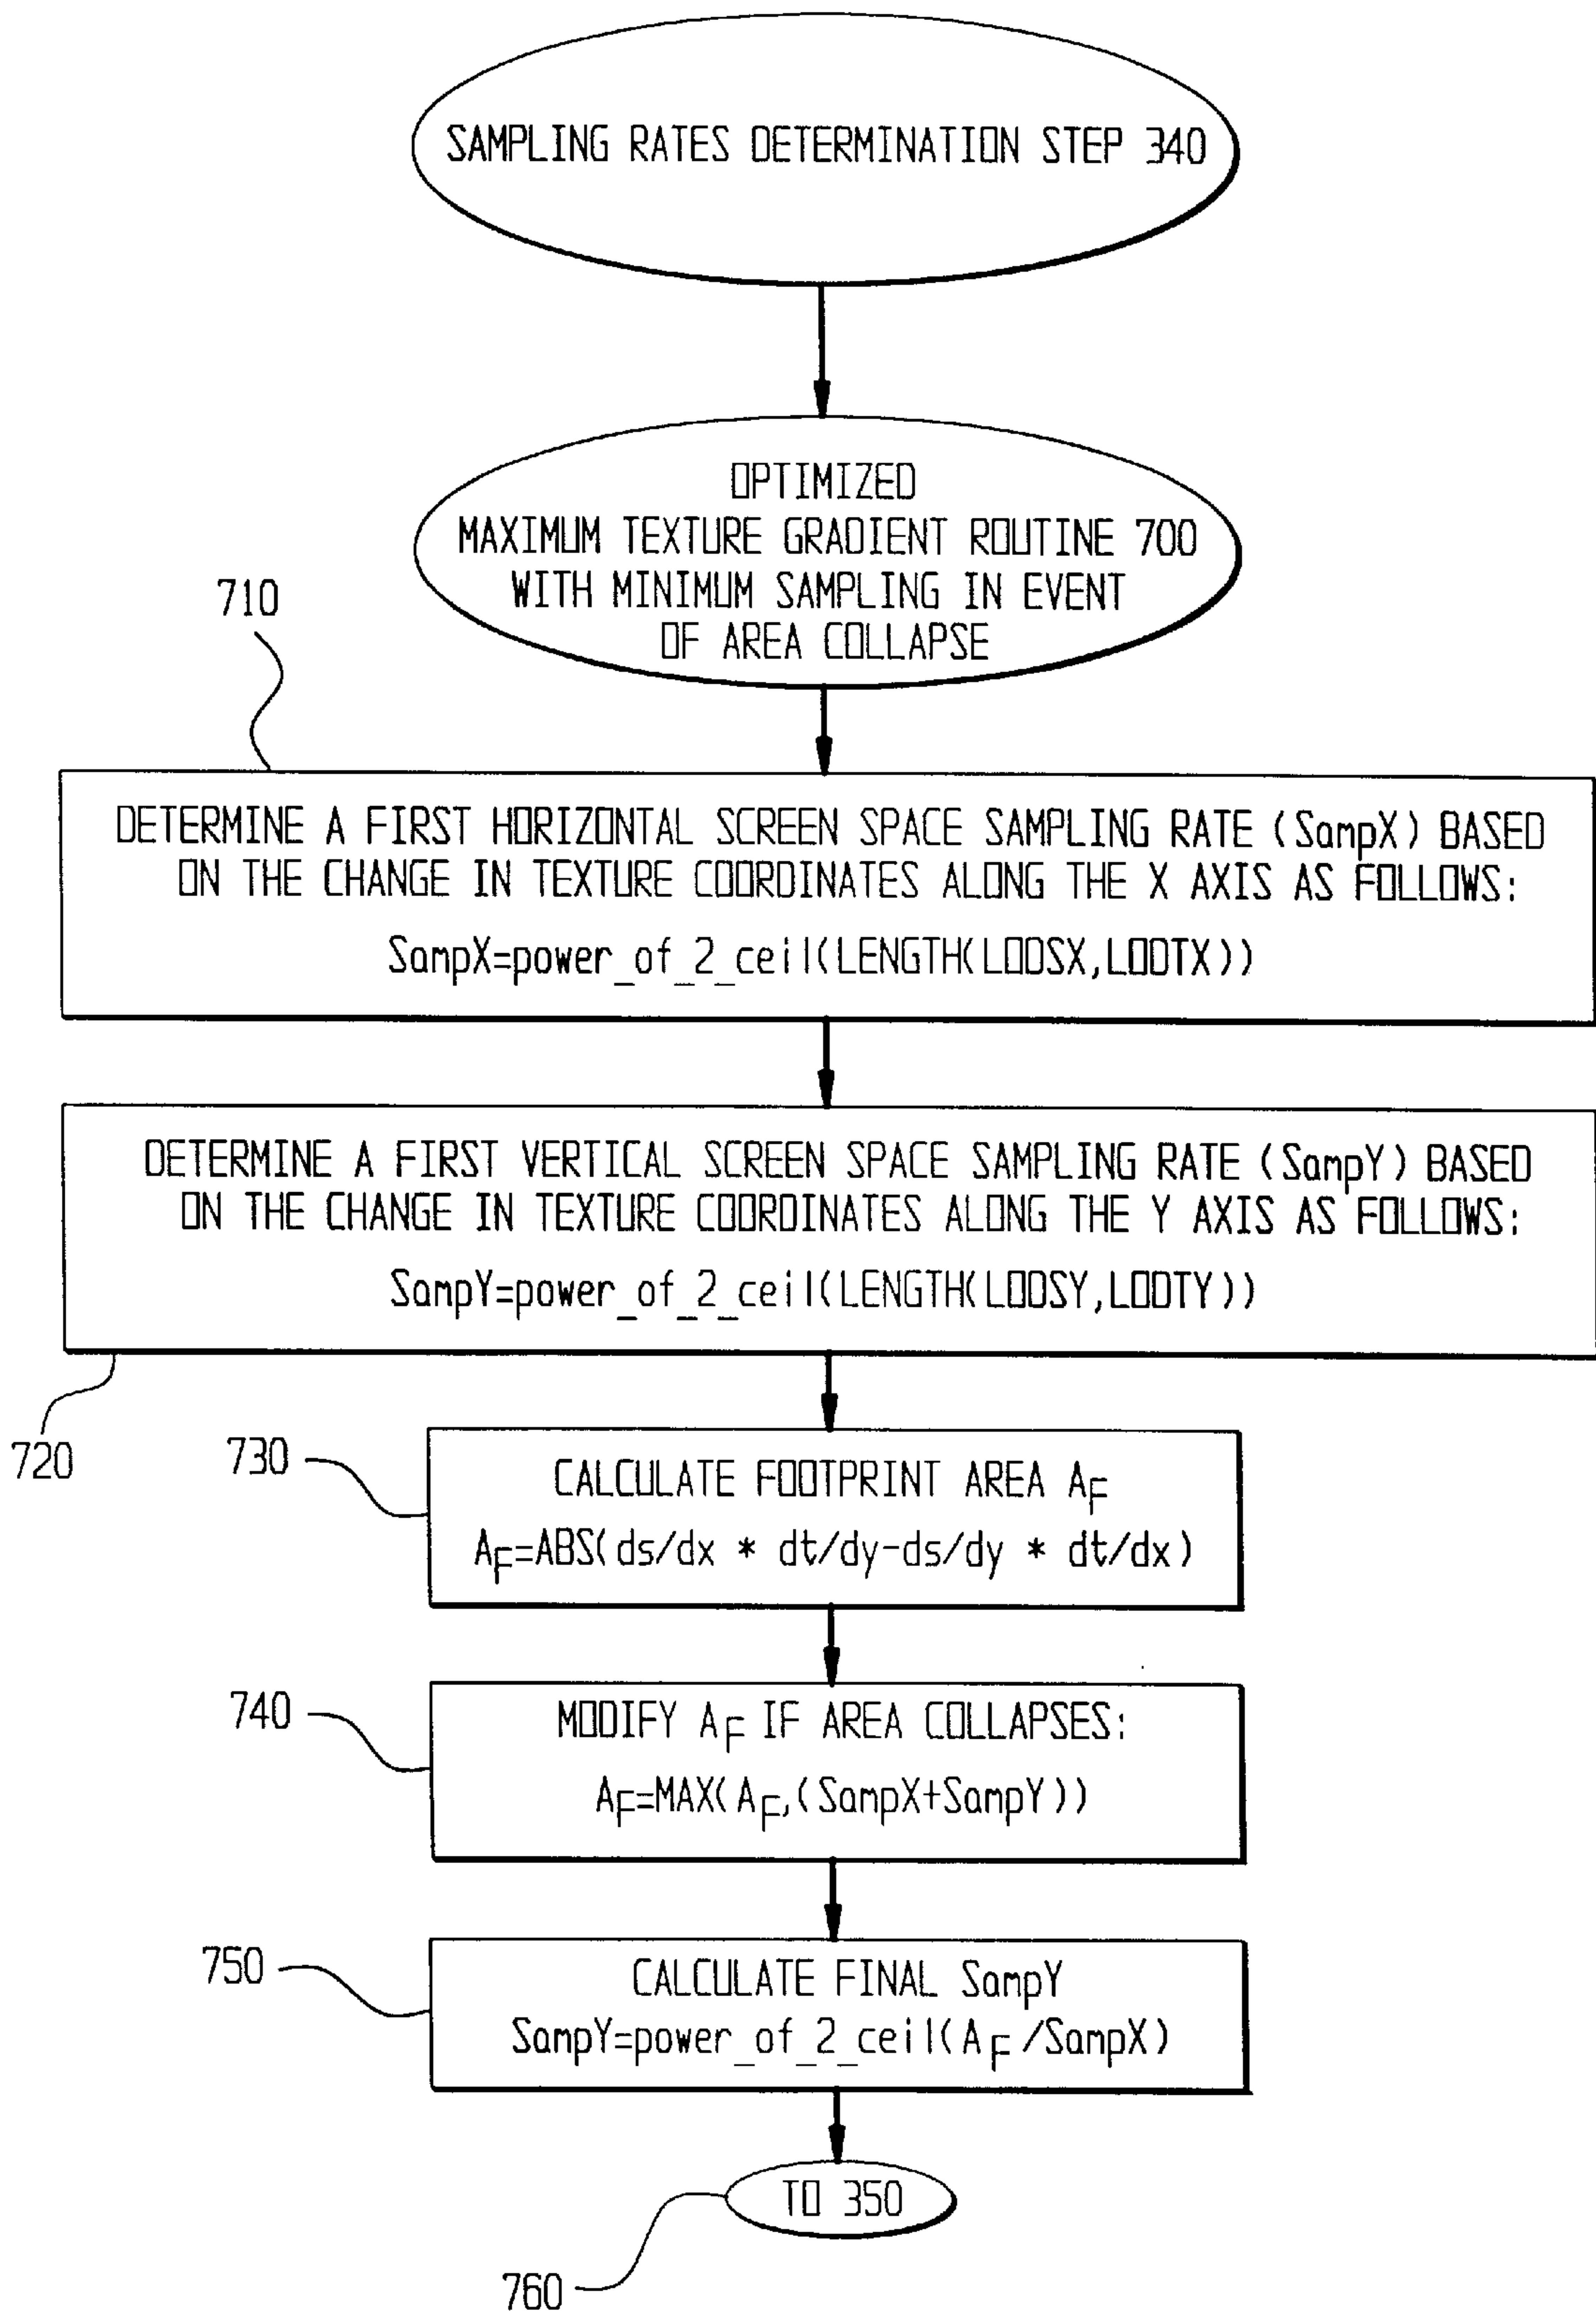 SAMPLING RATES DETERMINATION STEP 340
OPTIMIZED
MAXIMUM TEXTURE GRADIENT ROUTINE 700
WITH MINIMUM SAMPLING IN EVENT
OF AREA COLLAPSE
710
DETERMINE A FIRST HORIZONTAL SCREEN SPACE SAMPLING RATE (SampX) BASED
ON THE CHANGE IN TEXTURE COORDINATES ALONG THE X AXIS AS FOLLOWS:
SampX=power_of_2_ceil(LENGTH(LODSX,LODTX))
DETERMINE A FIRST VERTICAL SCREEN SPACE SAMPLING RATE (SampY) BASED
ON THE CHANGE IN TEXTURE COORDINATES ALONG THE Y AXIS AS FOLLOWS:
SampY=power_of_2_ceil(LENGTH(LODSY,LODTY))
720
730
CALCULATE FOOTPRINT AREA AF
AF=ABS(ds/dx * dt/dy-ds/dy * dt/dx)
740
MODIFY AF IF AREA COLLAPSES:
AF=MAX(AF,(SampX+SampY))
750
CALCULATE FINAL SampY
SampY=power_of_2_ceil(AF/SampX)
TO 350
760